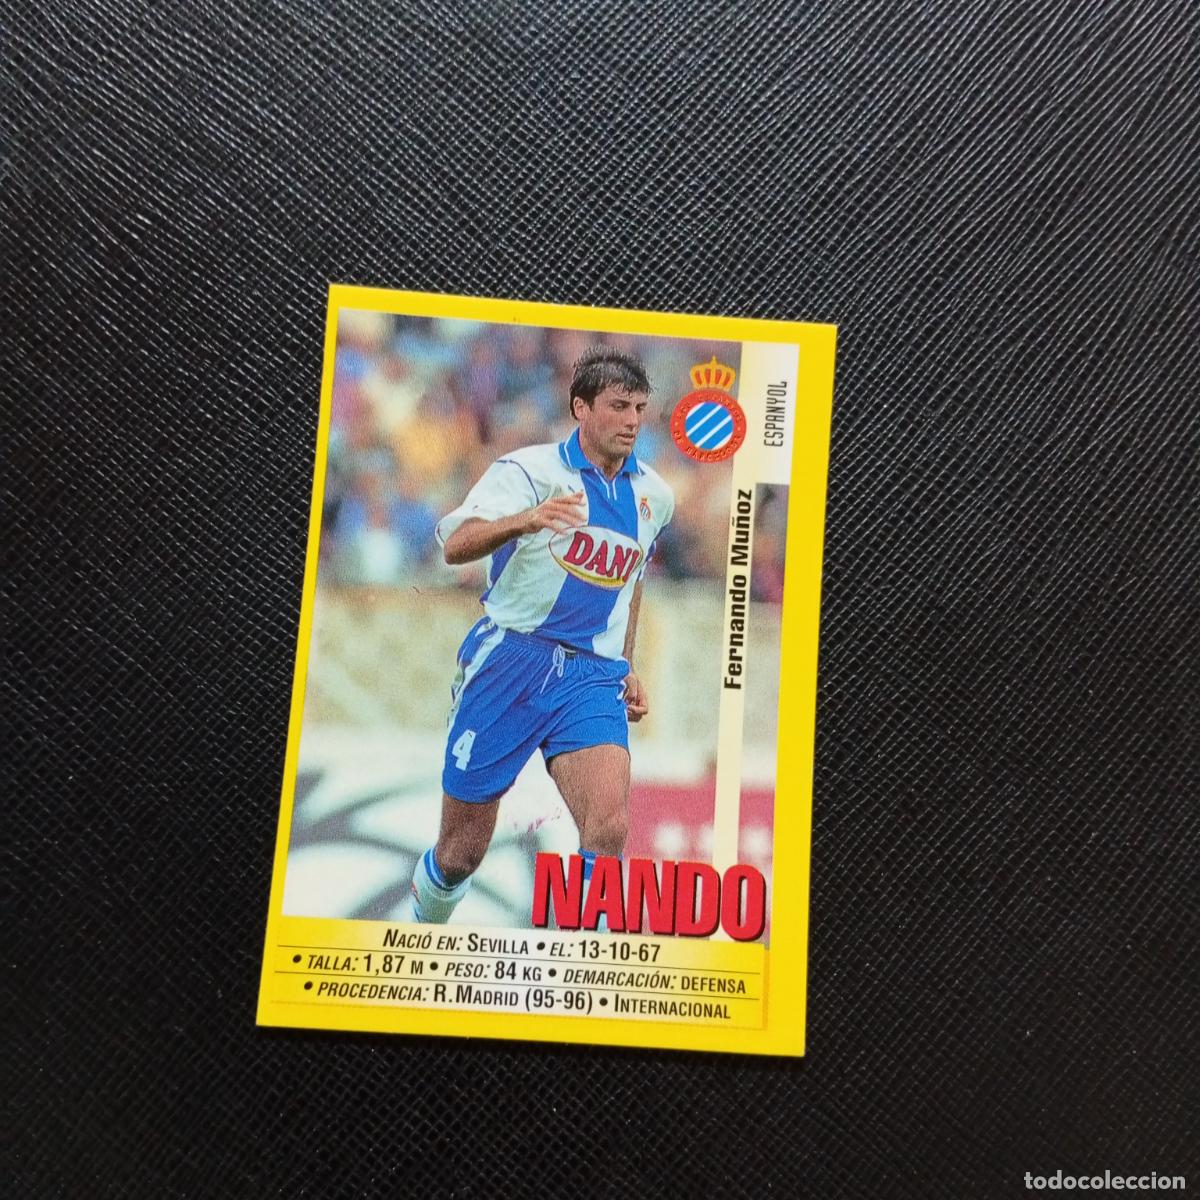 ESPANYOL
Fernando Muñoz
DANI
4
NANDO
NACIÓ EN: SEVILLA • EL: 13-10-67
• TALLA: 1,87 M • PESO: 84 KG • DEMARCACIÓN: DEFENSA
• PROCEDENCIA: R. MADRID (95-96) • INTERNACIONAL
todocoleccion